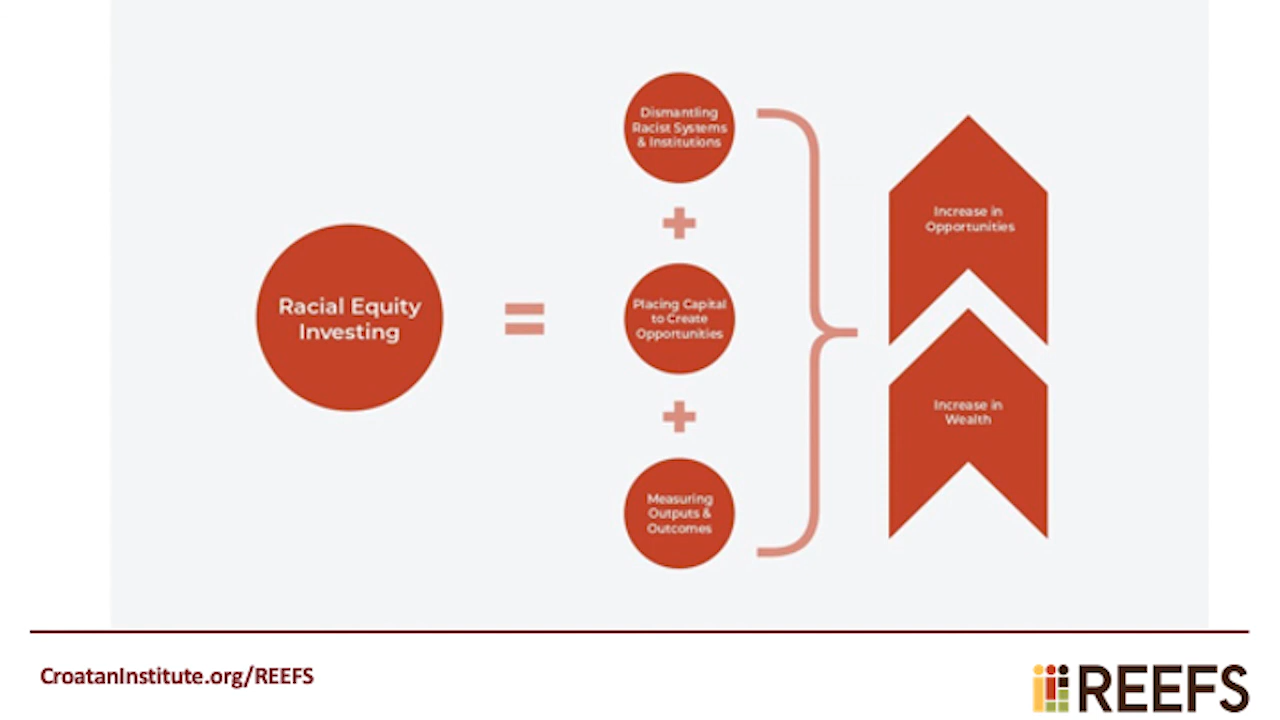 Racial Equity
Investing
=
Dismantling
Racist Systems
& Institutions
+
Placing Capital
to Create
Opportunities
+
Measuring
Outputs &
Outcomes
Increase in
Opportunities
Increase in
Wealth
CroatanInstitute.org/REEFS
REEFS